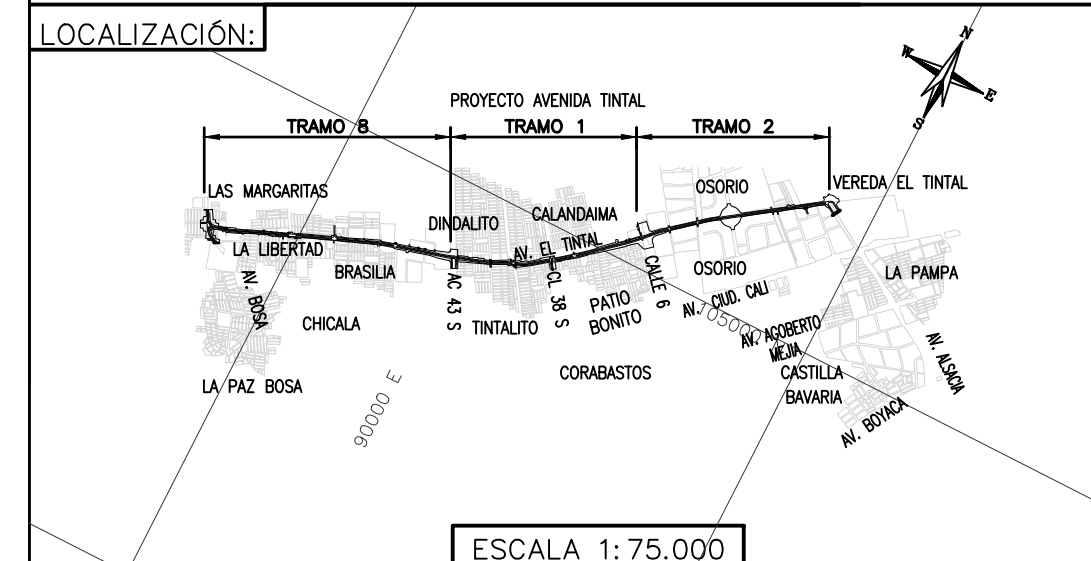 LOCALIZACIÓN:
N
W
E
S
PROYECTO AVENIDA TINTAL
TRAMO 8
TRAMO 1
TRAMO 2
LAS MARGARITAS
OSORIO
VEREDA EL TINTAL
DINDALITO
CALANDAIMA
LA LIBERTAD
AV. EL TINTAL
BRASILIA
OSORIO
LA PAMPA
AV. BOSA
AC 43 S
CL 38 S
CALLE 6
AV. CIUD. CALI
CHICALA
TINTALITO
PATIO
BONITO
105000
AV. AGOBERTO
MEJIA
AV. ALSACIA
LA PAZ BOSA
CORABASTOS
CASTILLA
BAVARIA
90000 E
AV. BOYACA
ESCALA 1:75.000